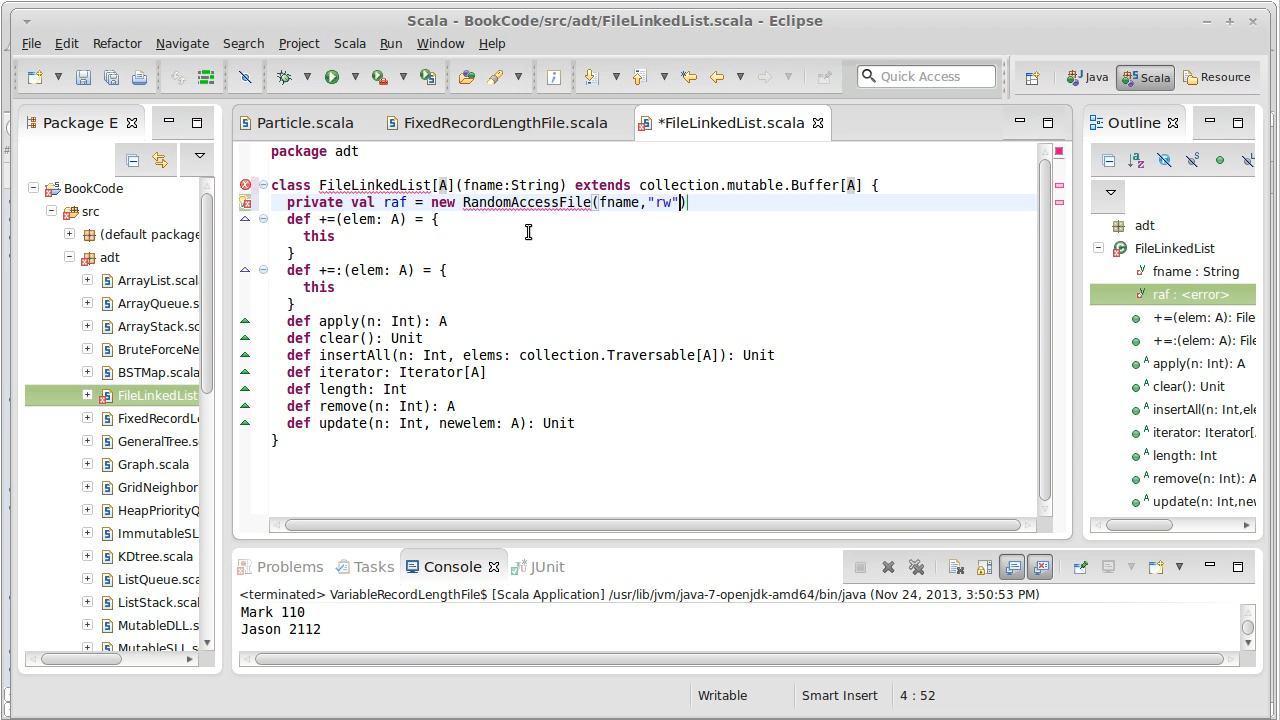 Scala - BookCode/src/adt/FileLinkedList.scala - Eclipse
File Edit Refactor Navigate Search Project Scala Run Window Help
Quick Access
Java Scala Resource
Package E
Particle.scala FixedRecordLengthFile.scala *FileLinkedList.scala
Outline
BookCode
src
(default package
adt
ArrayList.scal
ArrayQueue.s
ArrayStack.sc
BruteForceNe
BSTMap.scala
FileLinkedList
FixedRecordL
GeneralTree.s
Graph.scala
GridNeighbor
HeapPriorityQ
ImmutableSL
KDtree.scala
ListQueue.sca
ListStack.scal
MutableDLL.s
MutableSLL.s
package adt
class FileLinkedList[A](fname:String) extends collection.mutable.Buffer[A] {
private val raf = new RandomAccessFile(fname,"rw")
def +=(elem: A) = {
this
}
def +=:(elem: A) = {
this
}
def apply(n: Int): A
def clear(): Unit
def insertAll(n: Int, elems: collection.Traversable[A]): Unit
def iterator: Iterator[A]
def length: Int
def remove(n: Int): A
def update(n: Int, newelem: A): Unit
}
adt
FileLinkedList
fname : String
raf : <error>
+=(elem: A): File
+=:(elem: A): File
apply(n: Int): A
clear(): Unit
insertAll(n: Int,ele
iterator: Iterator[.
length: Int
remove(n: Int): A
update(n: Int,new
Problems Tasks Console JUnit
<terminated> VariableRecordLengthFile$ [Scala Application] /usr/lib/jvm/java-7-openjdk-amd64/bin/java (Nov 24, 2013, 3:50:53 PM)
Mark 110
Jason 2112
Writable Smart Insert 4 : 52